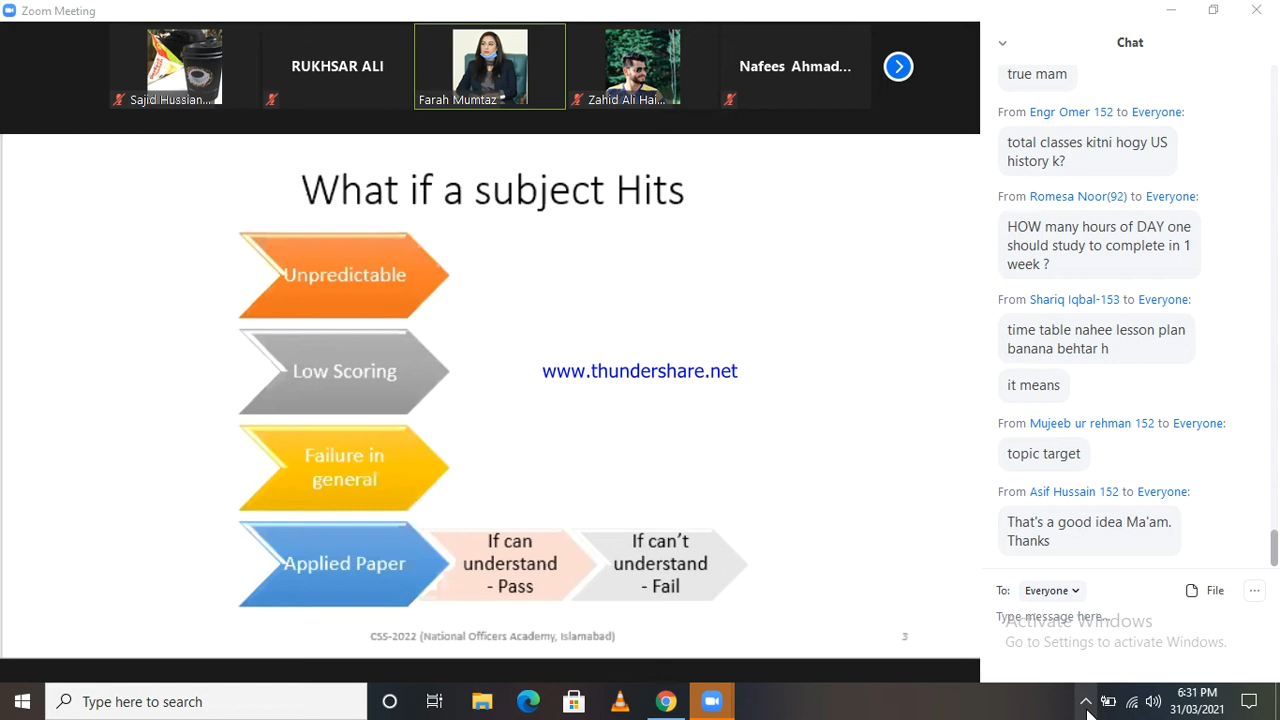 Zoom Meeting
Sajid Hussian...
RUKHSAR ALI
Farah Mumtaz
Zahid Ali Hai...
Nafees Ahmad...
What if a subject Hits
Unpredictable
Low Scoring
www.thundershare.net
Failure in
general
Applied Paper
If can
understand
- Pass
If can’t
understand
- Fail
CSS-2022 (National Officers Academy, Islamabad)
3
Chat
true mam
From Engr Omer 152 to Everyone:
total classes kitni hogy US
history k?
From Romesa Noor(92) to Everyone:
HOW many hours of DAY one
should study to complete in 1
week ?
From Shariq Iqbal-153 to Everyone:
time table nahee lesson plan
banana behtar h
it means
From Mujeeb ur rehman 152 to Everyone:
topic target
From Asif Hussain 152 to Everyone:
That's a good idea Ma'am.
Thanks
To: Everyone
File
Type message here...
Activate Windows
Go to Settings to activate Windows.
Type here to search
6:31 PM
31/03/2021